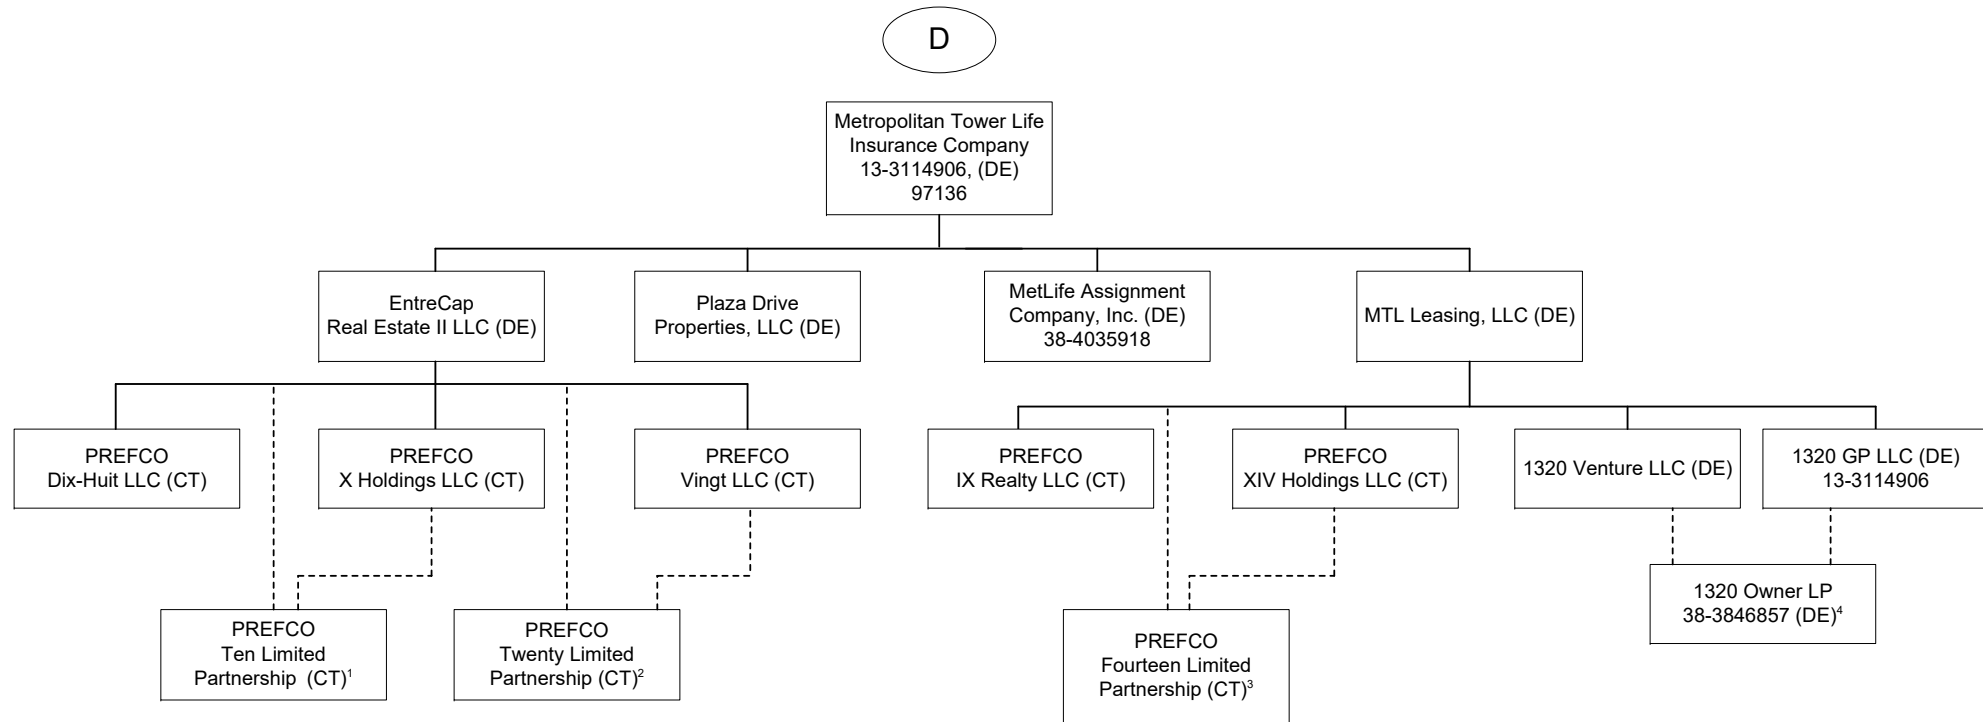 D
Metropolitan Tower Life
Insurance Company
13-3114906, (DE)
97136
EntreCap
Real Estate II LLC (DE)
Plaza Drive
Properties, LLC (DE)
MetLife Assignment
Company, Inc. (DE)
38-4035918
MTL Leasing, LLC (DE)
PREFCO
Dix-Huit LLC (CT)
PREFCO
X Holdings LLC (CT)
PREFCO
Vingt LLC (CT)
PREFCO
IX Realty LLC (CT)
PREFCO
XIV Holdings LLC (CT)
1320 Venture LLC (DE)
1320 GP LLC (DE)
13-3114906
PREFCO
Ten Limited
Partnership (CT)¹
PREFCO
Twenty Limited
Partnership (CT)²
PREFCO
Fourteen Limited
Partnership (CT)³
1320 Owner LP
38-3846857 (DE)⁴